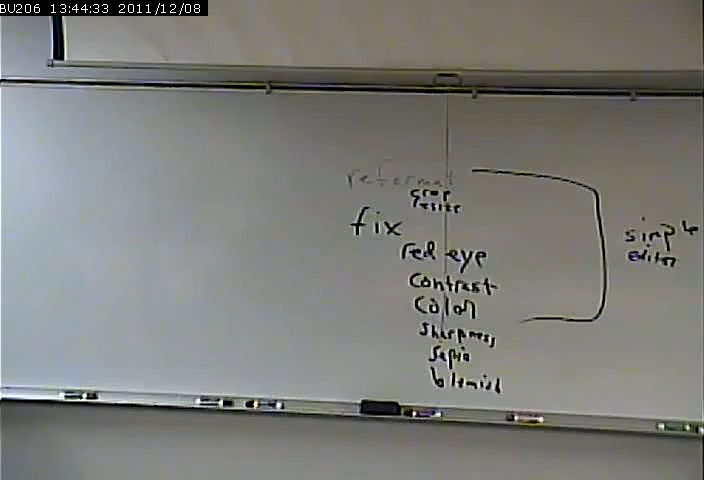 BU206 13:44:33 2011/12/08
reformat
crop
resize
fix
red eye
contrast
color
sharpness
sepia
blemish
simple
editor